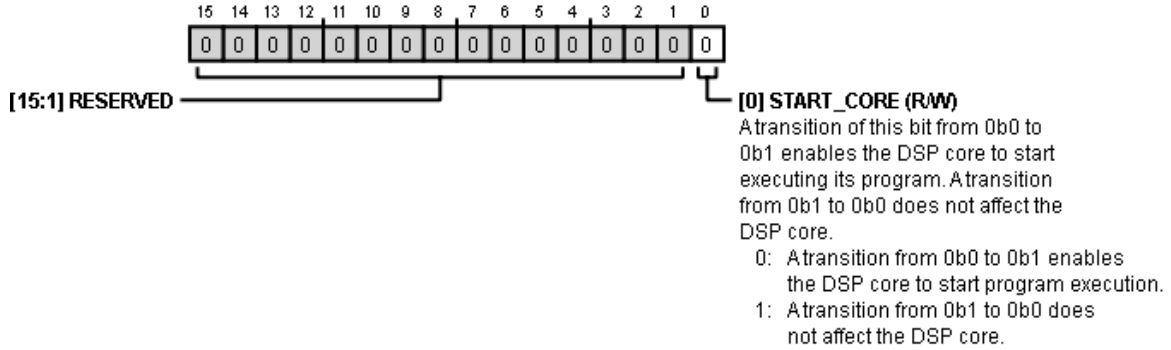 15 14 13 12 11 10 9 8 7 6 5 4 3 2 1 0
0 0 0 0 0 0 0 0 0 0 0 0 0 0 0 0
[15:1] RESERVED
[0] START_CORE (R/W)
A transition of this bit from 0b0 to
0b1 enables the DSP core to start
executing its program. A transition
from 0b1 to 0b0 does not affect the
DSP core.
0: A transition from 0b0 to 0b1 enables
the DSP core to start program execution.
1: A transition from 0b1 to 0b0 does
not affect the DSP core.